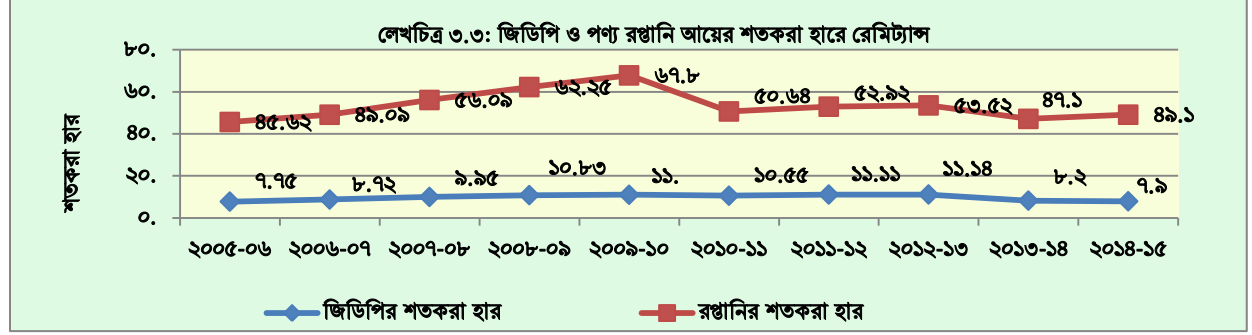 লেখচিত্র ৩.৩: জিডিপি ও পণ্য রপ্তানি আয়ের শতকরা হারে রেমিট্যান্স
শতকরা হার
৮০.
৬০.
৪০.
২০.
০.
৪৫.৬২ ৪৯.০৯ ৫৬.০৯ ৬২.২৫ ৬৭.৮ ৫০.৬৪ ৫২.৯২ ৫৩.৫২ ৪৭.১ ৪৯.১
৭.৭৫ ৮.৭২ ৯.৯৫ ১০.৮৩ ১১. ১০.৫৫ ১১.১১ ১১.১৪ ৮.২ ৭.৯
২০০৫-০৬ ২০০৬-০৭ ২০০৭-০৮ ২০০৮-০৯ ২০০৯-১০ ২০১০-১১ ২০১১-১২ ২০১২-১৩ ২০১৩-১৪ ২০১৪-১৫
জিডিপির শতকরা হার রপ্তানির শতকরা হার